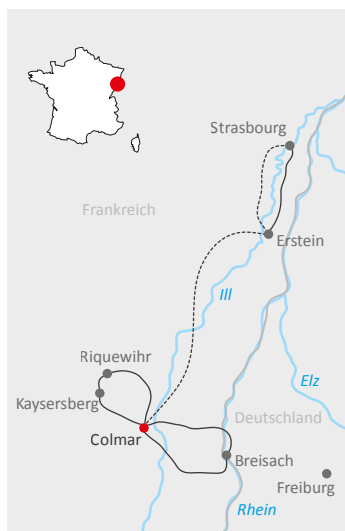 Strasbourg
Frankreich
Erstein
Ill
Riquewihr
Elz
Kaysersberg
Deutschland
Colmar
Breisach
Freiburg
Rhein